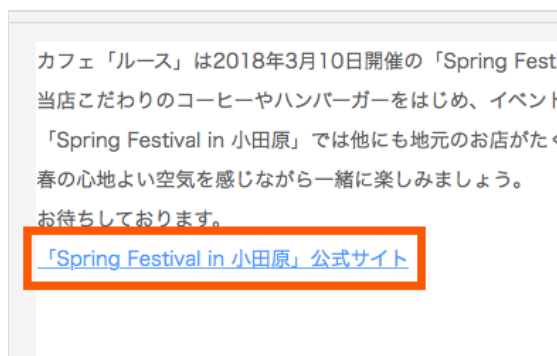 カフェ「ルース」は2018年3月10日開催の「Spring Fest
当店こだわりのコーヒーやハンバーガーをはじめ、イベント
「Spring Festival in 小田原」では他にも地元のお店がたく
春の心地よい空気を感じながら一緒に楽しみましょう。
お待ちしております。
「Spring Festival in 小田原」公式サイト